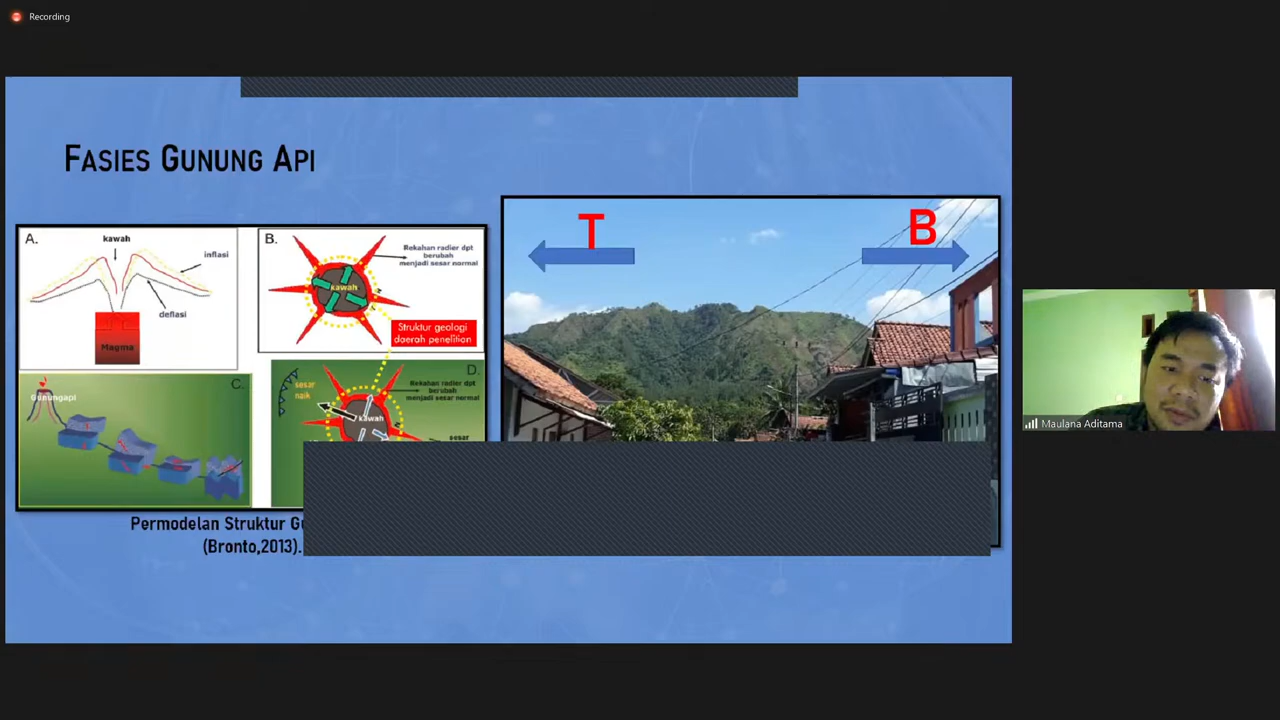 Recording
FASIES GUNUNG API
A.
kawah
inflasi
deflasi
Magma
B.
Rekahan radier dpt
berubah
menjadi sesar normal
kawah
Struktur geologi
daerah penelitian
C.
Gunungapi
D.
sesar
naik
Rekahan radier dpt
berubah
menjadi sesar normal
kawah
sesar
Permodelan Struktur
(Bronto,2013).
T
B
Maulana Aditama